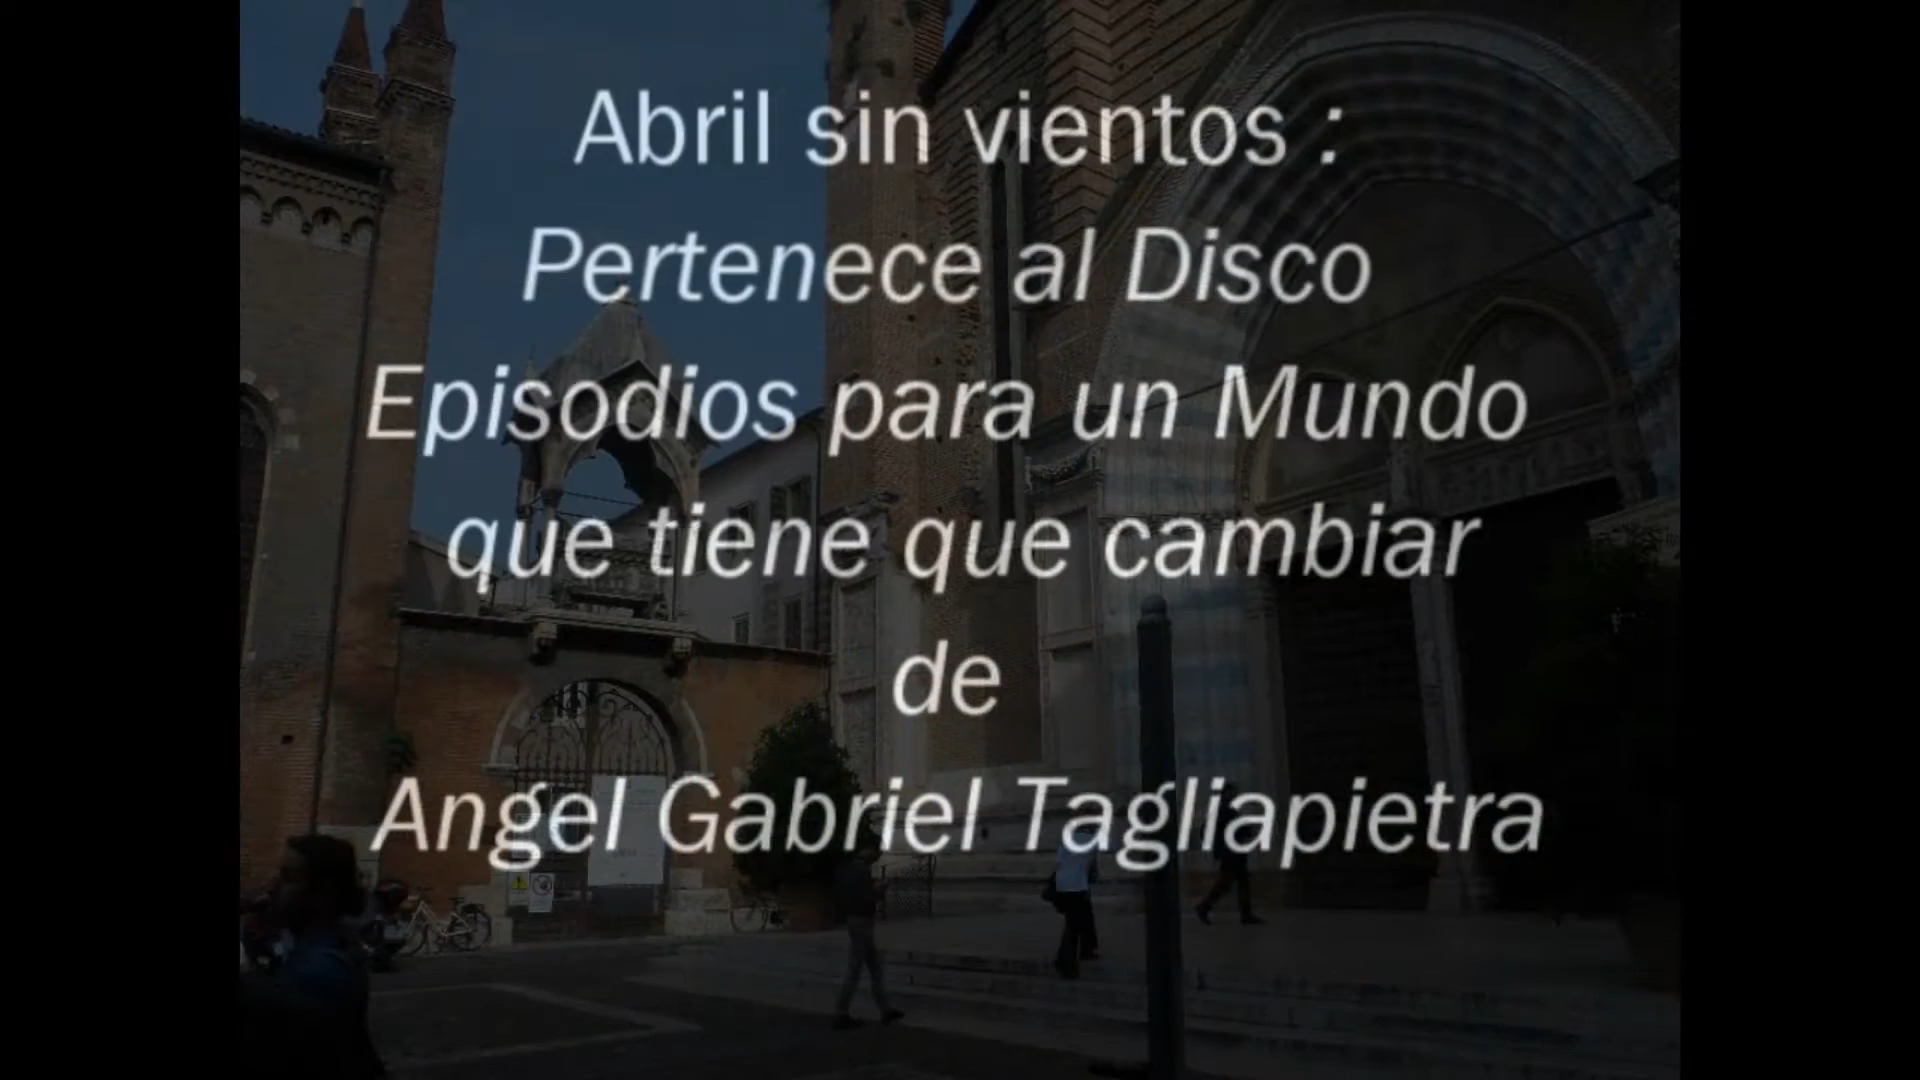 Abril sin vientos :
Pertenece al Disco
Episodios para un Mundo
que tiene que cambiar
de
Angel Gabriel Tagliapietra